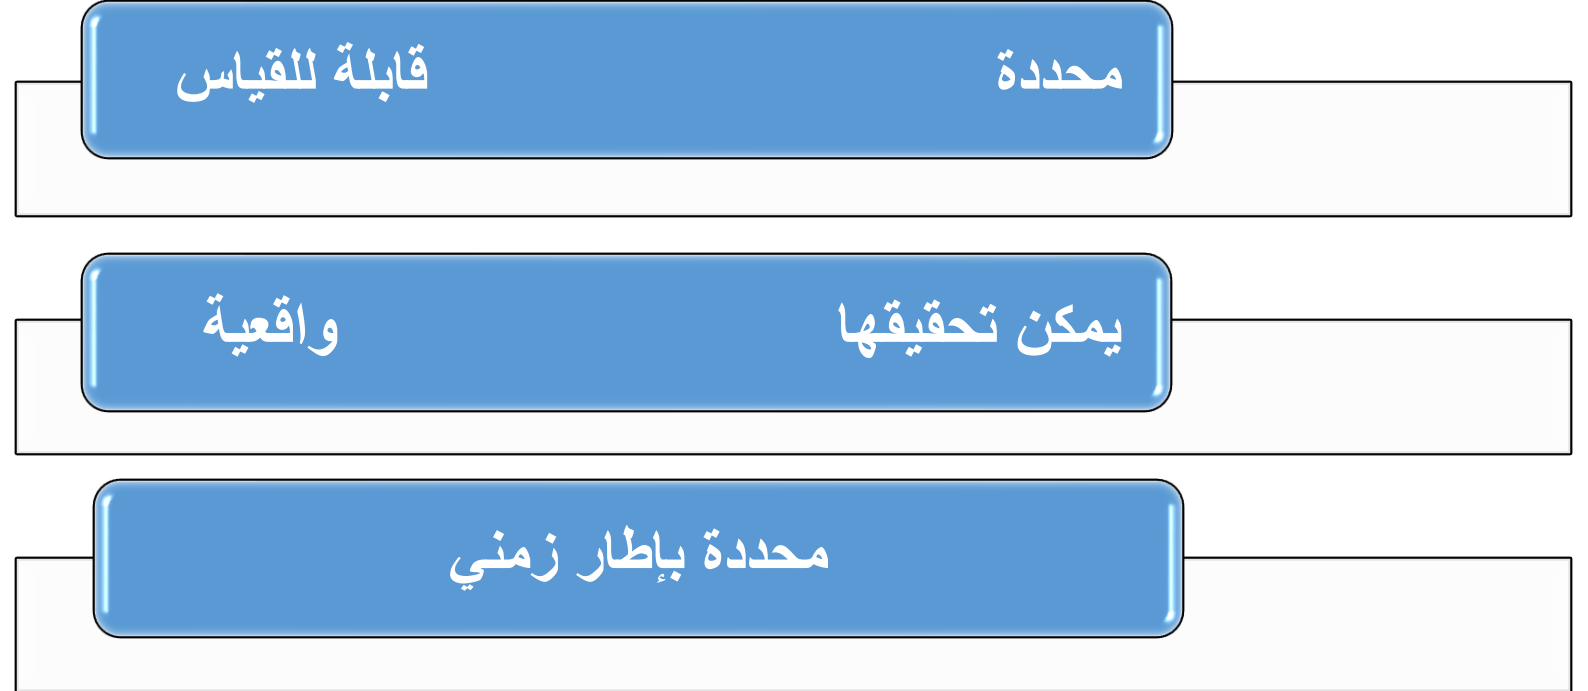 محددة قابلة للقياس
يمكن تحقيقها واقعية
محددة بإطار زمني